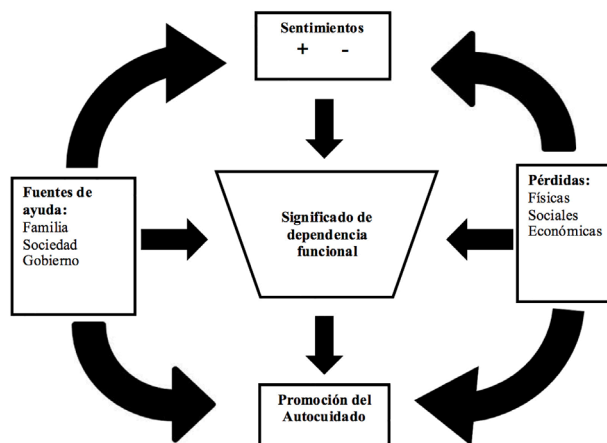 Sentimientos
+ -
Fuentes de
ayuda:
Familia
Sociedad
Gobierno
Significado de
dependencia
funcional
Pérdidas:
Físicas
Sociales
Económicas
Promoción del
Autocuidado